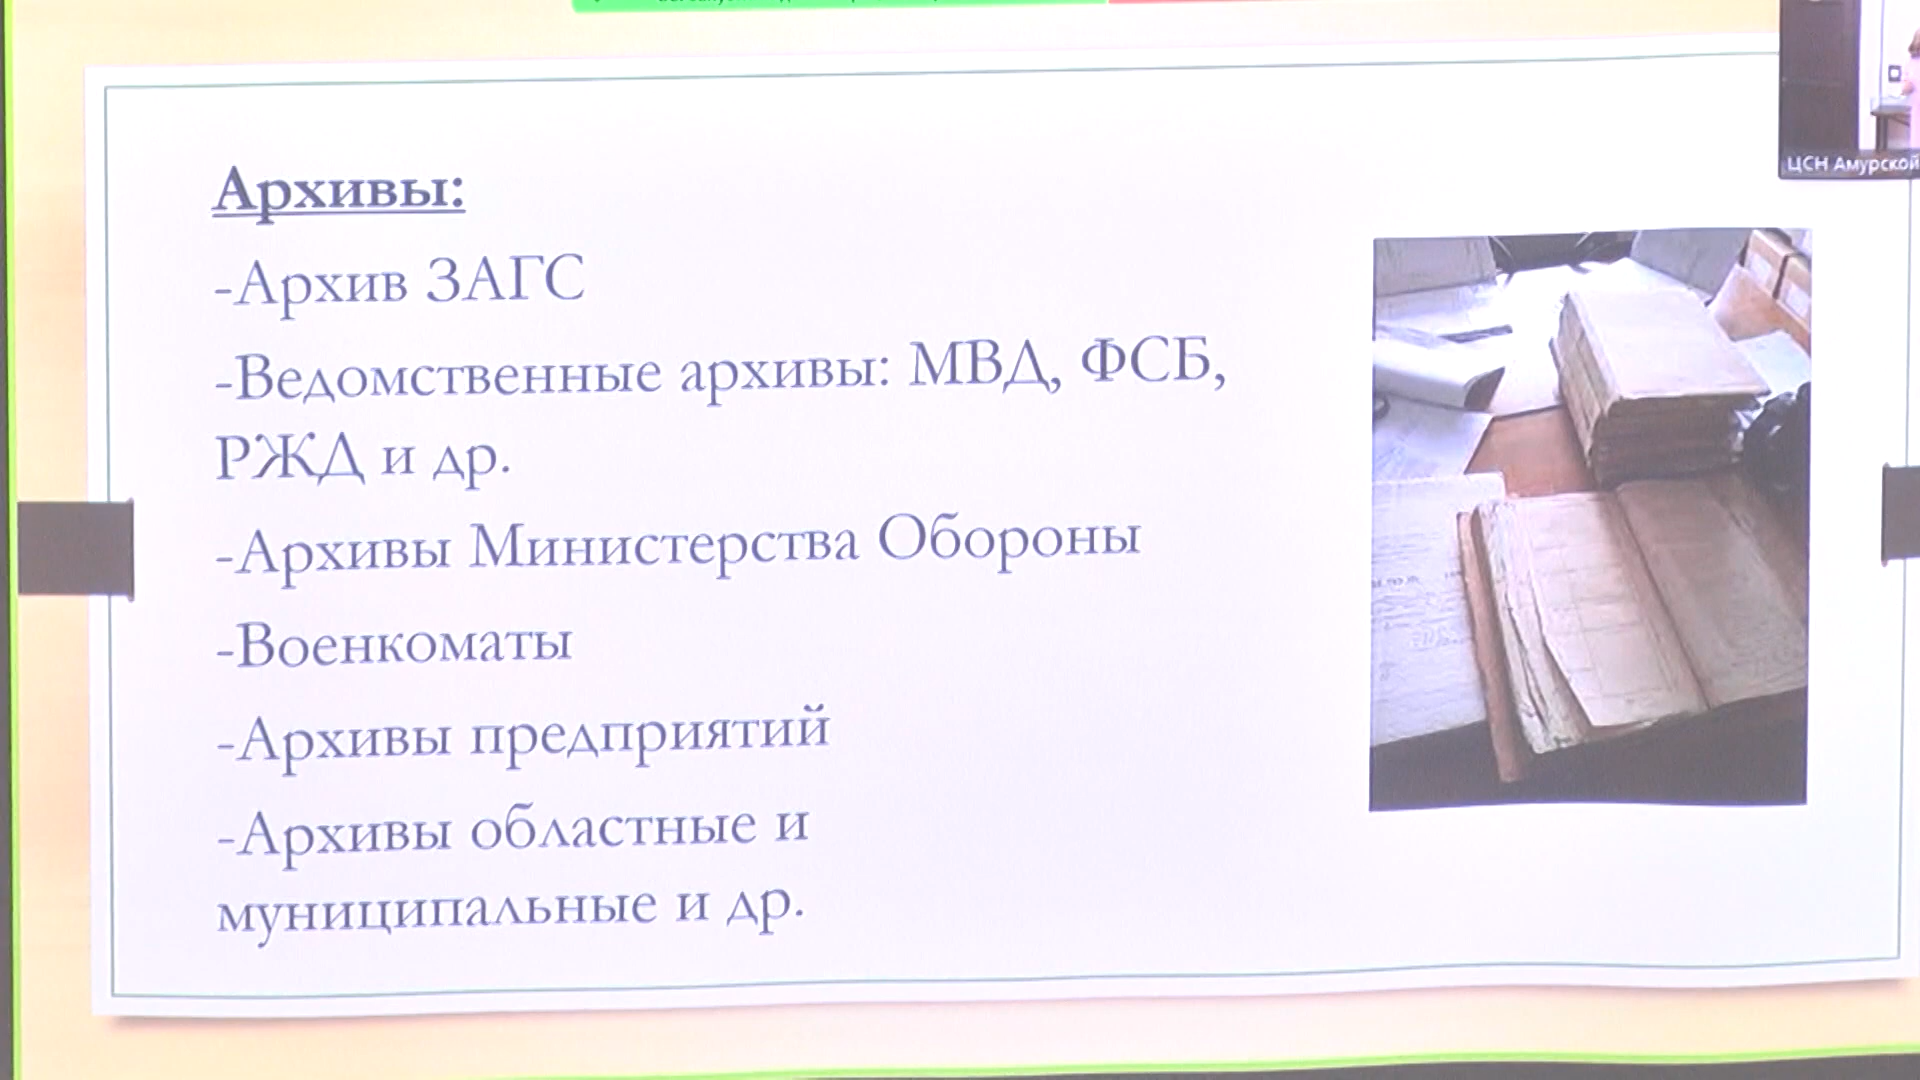 Архивы:
-Архив ЗАГС
-Ведомственные архивы: МВД, ФСБ,
РЖД и др.
-Архивы Министерства Обороны
-Военкоматы
-Архивы предприятий
-Архивы областные и
муниципальные и др.
ЦСН Амурской